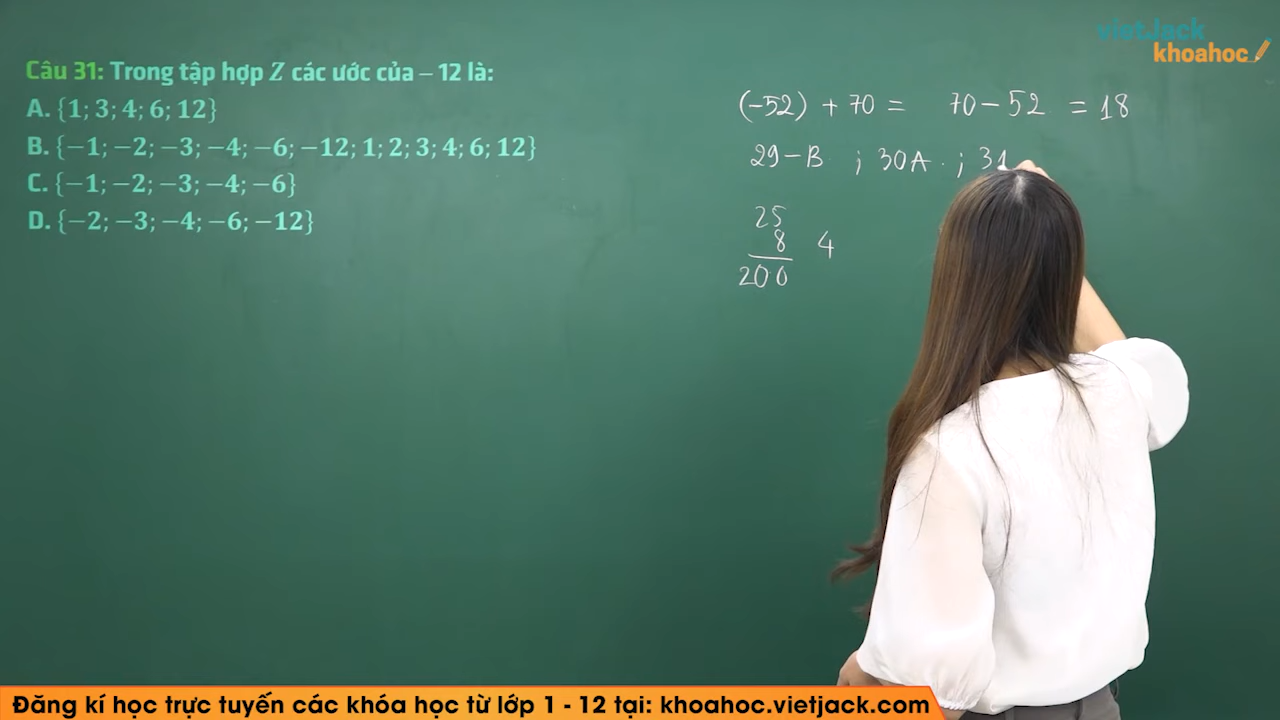 vietJack
khoahoc
Câu 31: Trong tập hợp Z các ước của – 12 là:
A. {1; 3; 4; 6; 12}
B. {−1; −2; −3; −4; −6; −12; 1; 2; 3; 4; 6; 12}
C. {−1; −2; −3; −4; −6}
D. {−2; −3; −4; −6; −12}
(-52) + 70 = 70 - 52 = 18
29 - B ; 30A . ; 31
25
8 4
200
Đăng kí học trực tuyến các khóa học từ lớp 1 - 12 tại: khoahoc.vietjack.com